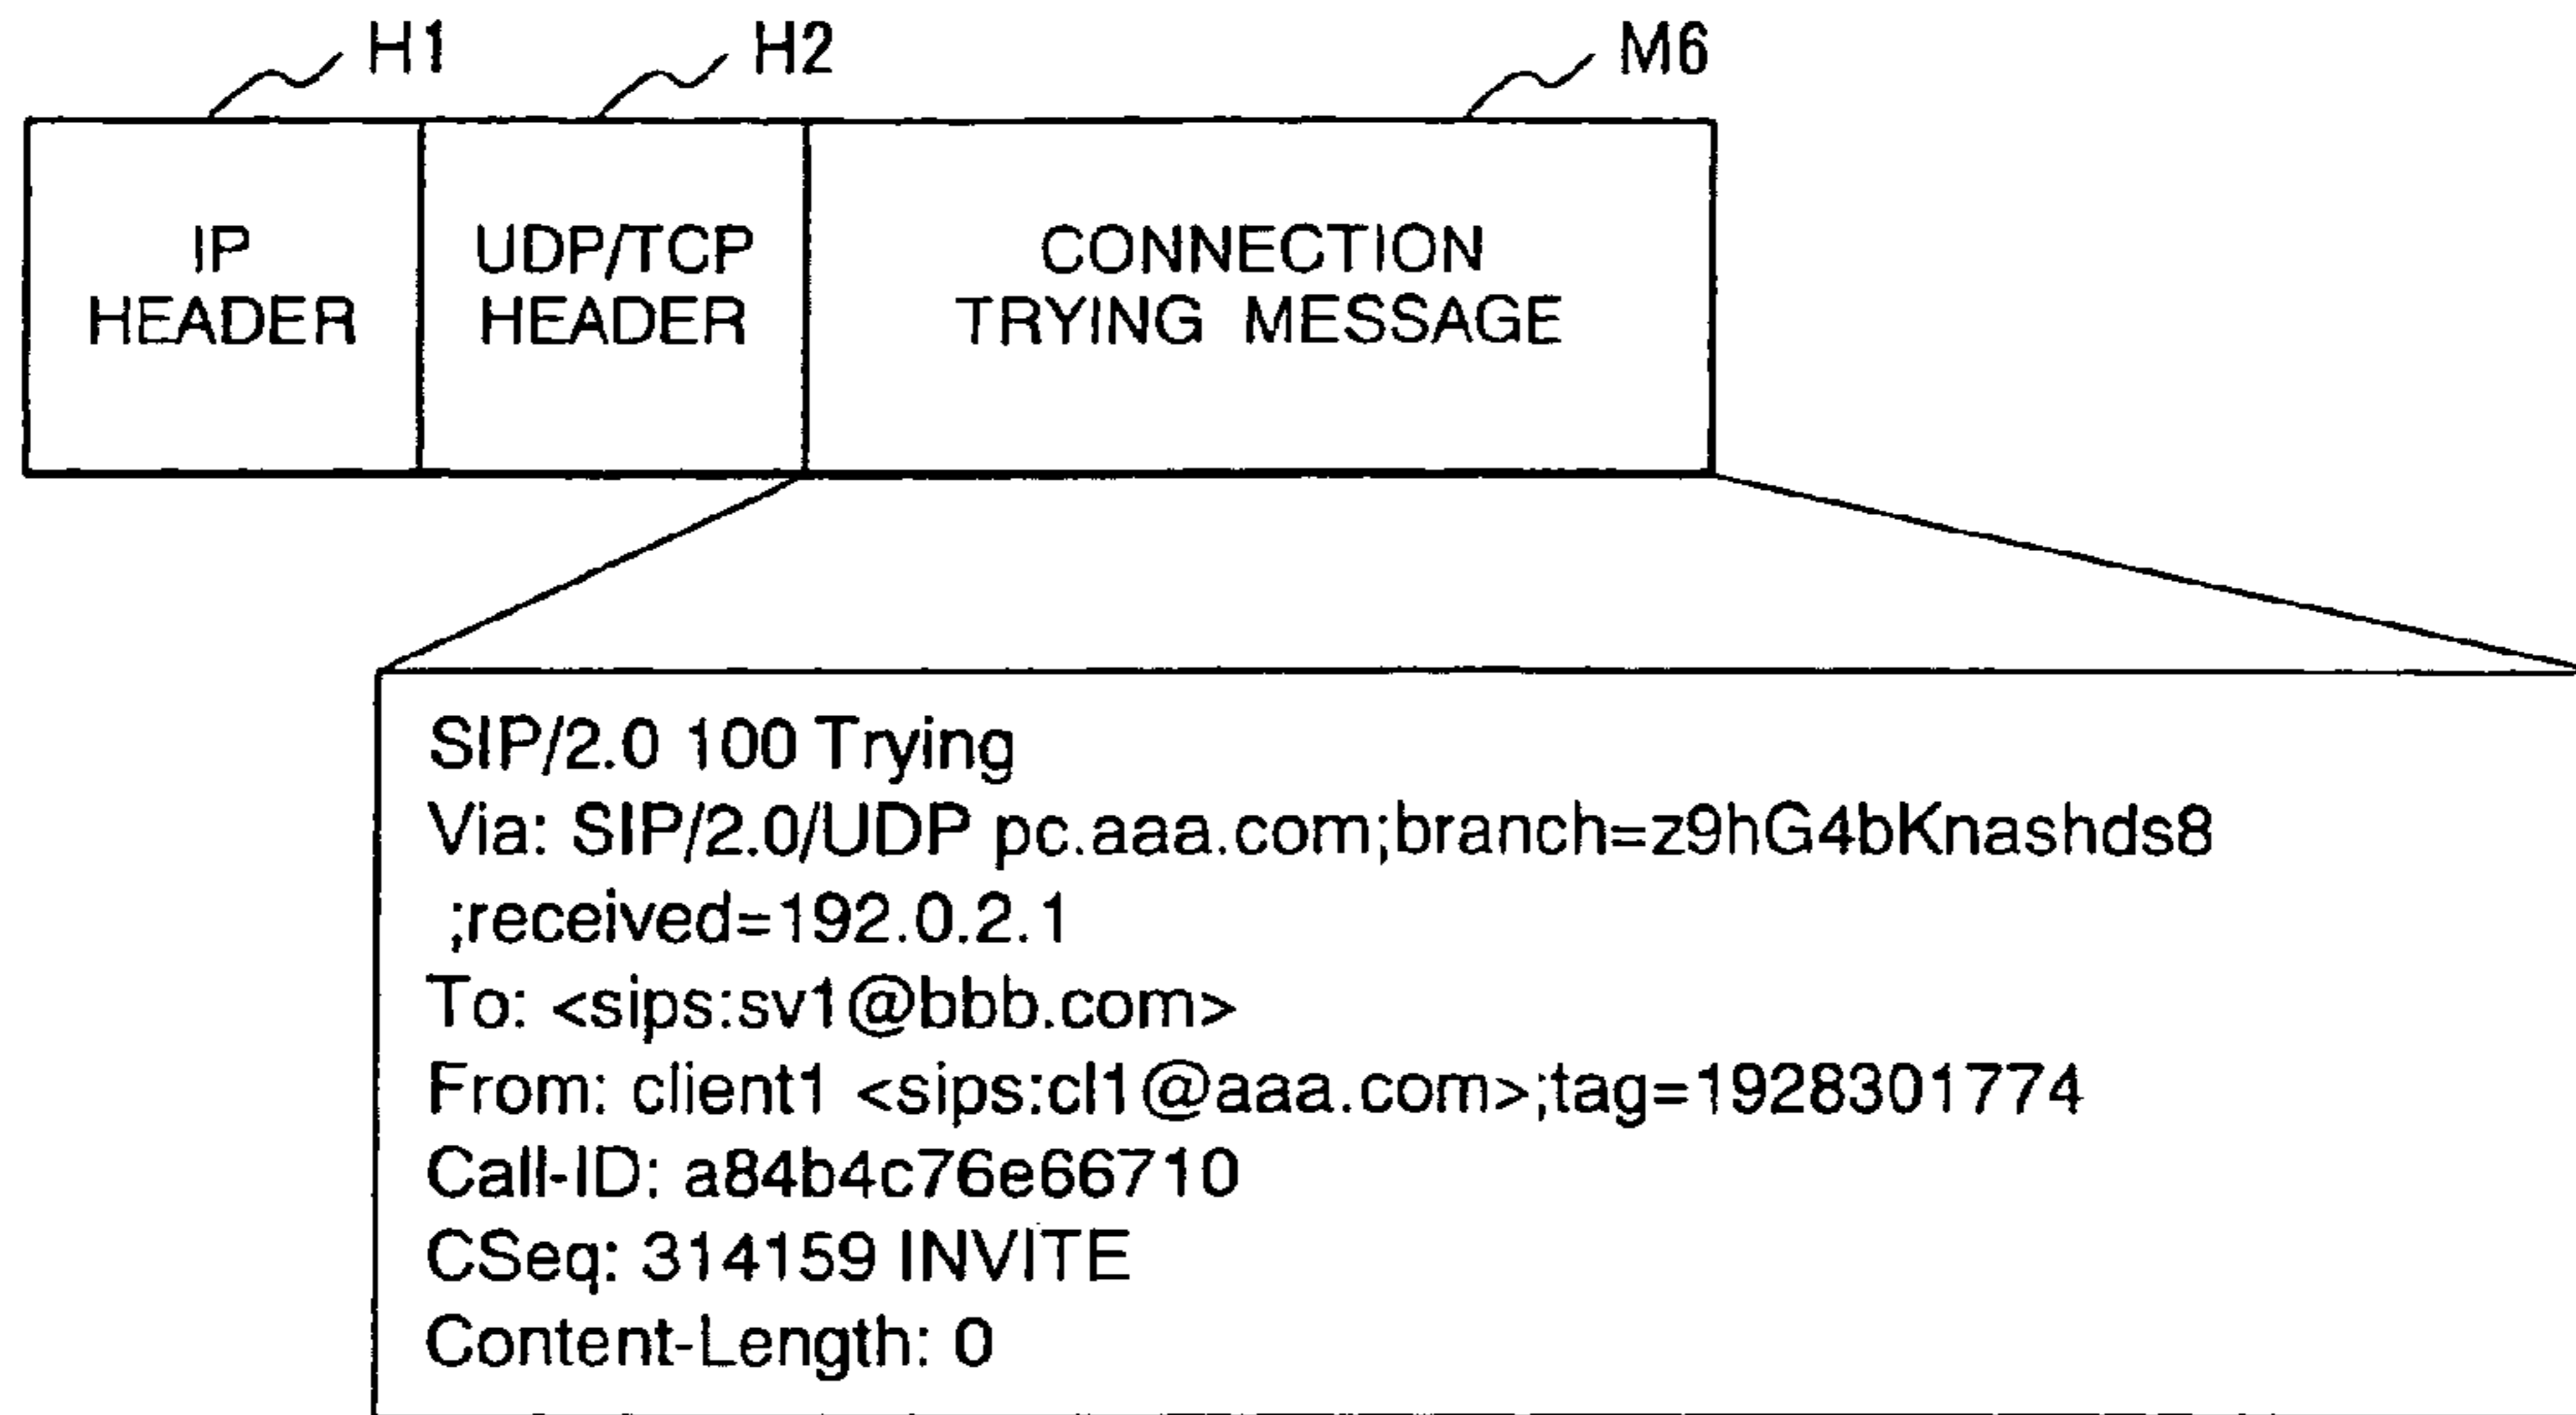 H1
H2
M6
IP
HEADER
UDP/TCP
HEADER
CONNECTION
TRYING MESSAGE
SIP/2.0 100 Trying
Via: SIP/2.0/UDP pc.aaa.com;branch=z9hG4bKnashds8
;received=192.0.2.1
To: <sips:sv1@bbb.com>
From: client1 <sips:cl1@aaa.com>;tag=1928301774
Call-ID: a84b4c76e66710
CSeq: 314159 INVITE
Content-Length: 0